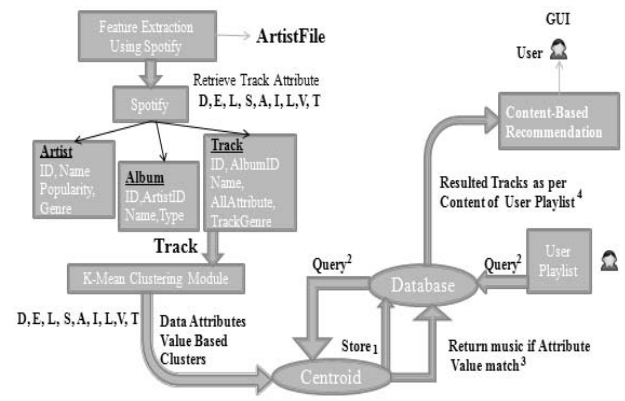 Feature Extraction
Using Spotify
ArtistFile
Retrieve Track Attribute
D, E, L, S, A, I, L,V, T
Spotify
Artist
ID, Name
Popularity,
Genre
Album
ID,ArtistID
Name,Type
Track
ID, AlbumID
Name,
AllAttribute,
TrackGenre
Track
K-Mean Clustering Module
D,E, L, S,A, I, L,V, T
Data Attributes
Value Based
Clusters
Centroid
Query²
Store₁
Database
Return music if Attribute
Value match³
Query²
User
Playlist
Resulted Tracks as per
Content of User Playlist⁴
Content-Based
Recommendation
User
GUI